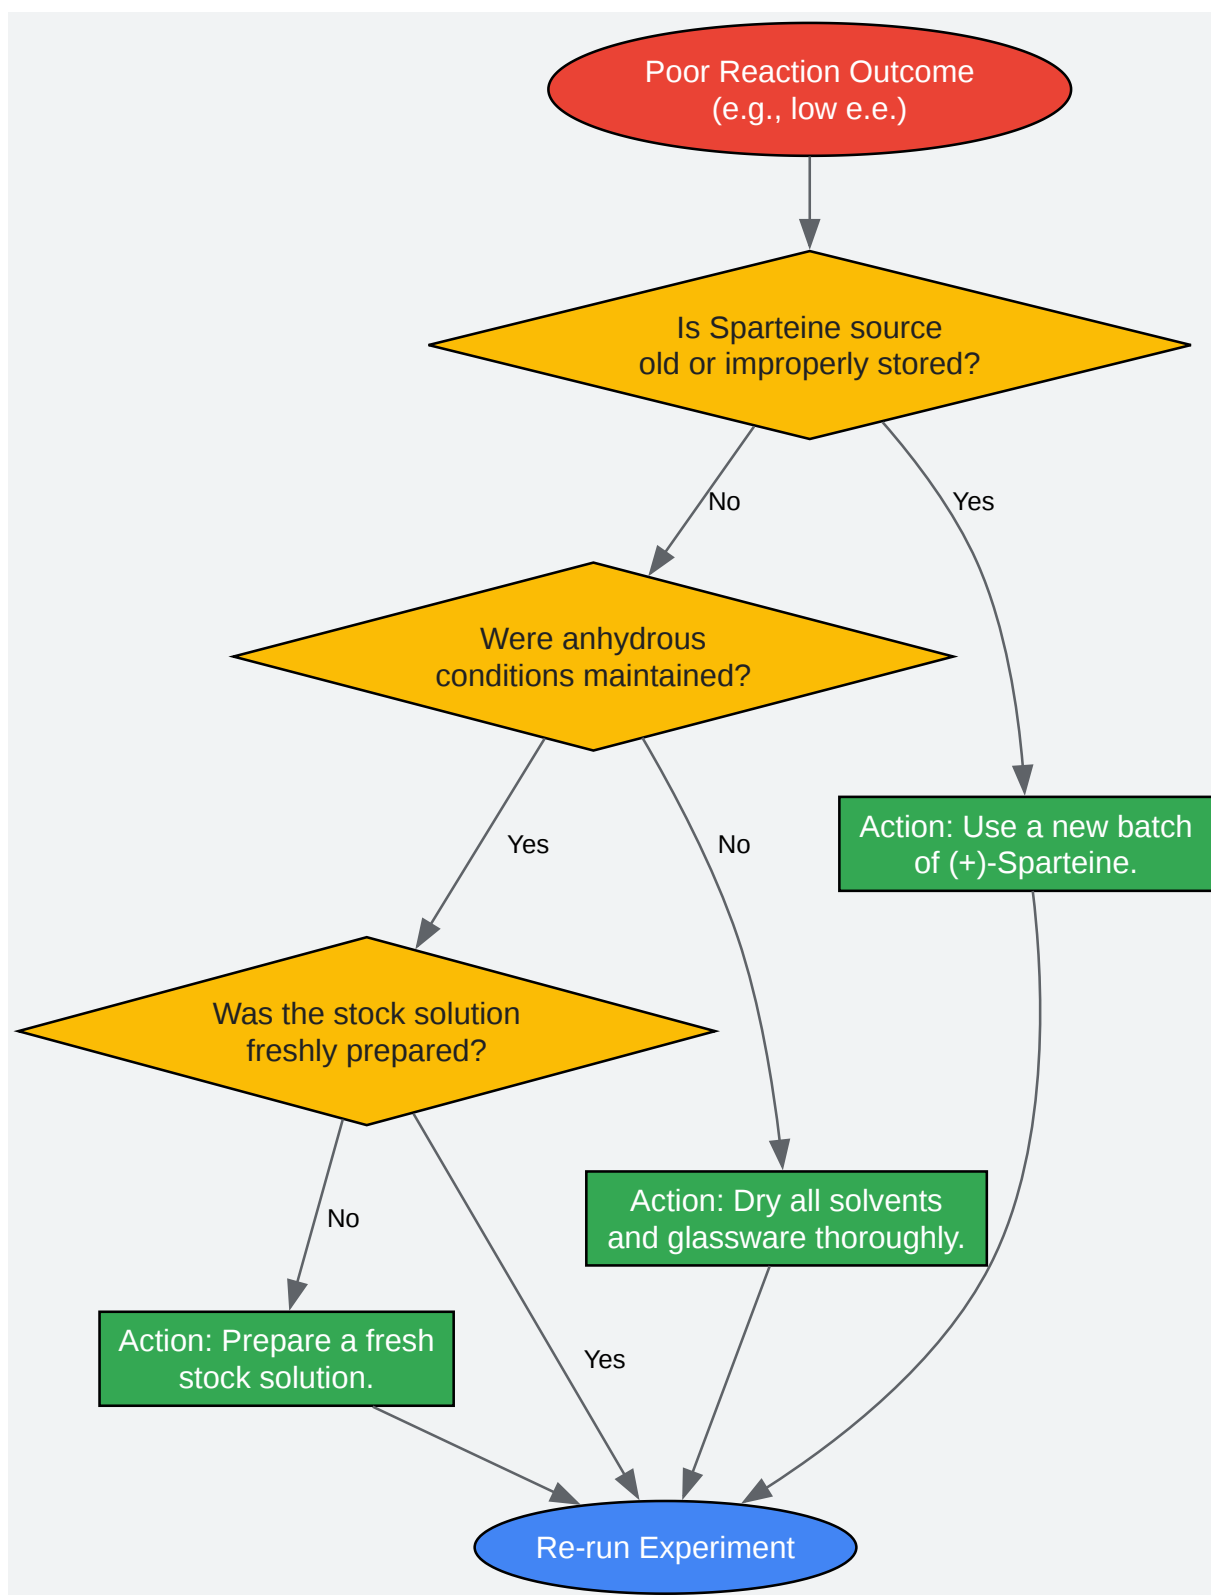 Poor Reaction Outcome
(e.g., low e.e.)
Is Sparteine source
old or improperly stored?
No
Yes
Were anhydrous
conditions maintained?
Yes
No
Action: Use a new batch
of (+)-Sparteine.
Was the stock solution
freshly prepared?
No
Action: Dry all solvents
and glassware thoroughly.
Action: Prepare a fresh
stock solution.
Yes
Re-run Experiment